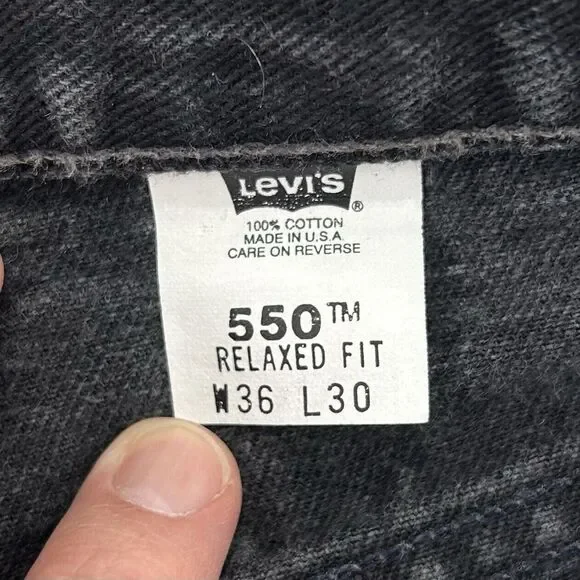 Levi's ®
100% COTTON
MADE IN U.S.A
CARE ON REVERSE
550™
RELAXED FIT
W36 L30